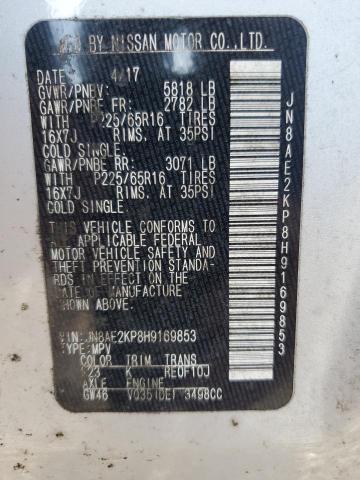 MFD BY NISSAN MOTOR CO.,LTD.
DATE: 4/17
GVWR/PNBV: 5818 LB
GAWR/PNBE FR: 2782 LB
WITH P225/65R16 TIRES
16X7J RIMS, AT 35PSI
COLD SINGLE.
GAWR/PNBE RR: 3071 LB
WITH P225/65R16 TIRES
16X7J RIMS, AT 35PSI
COLD SINGLE.
THIS VEHICLE CONFORMS TO
ALL APPLICABLE FEDERAL
MOTOR VEHICLE SAFETY AND
THEFT PREVENTION STANDA-
RDS IN EFFECT ON THE
DATE OF MANUFACTURE
SHOWN ABOVE.
VIN:JN8AE2KP8H9169853
TYPE:MPV
COLOR TRIM TRANS
K23 K RE0F10J
AXLE ENGINE
GW46 VQ35(DE) 3498CC
JN8AE2KP8H9169853